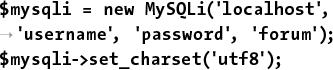 $mysqli = new MySQLi('localhost',
→'username', 'password', 'forum');
$mysqli->set_charset('utf8');